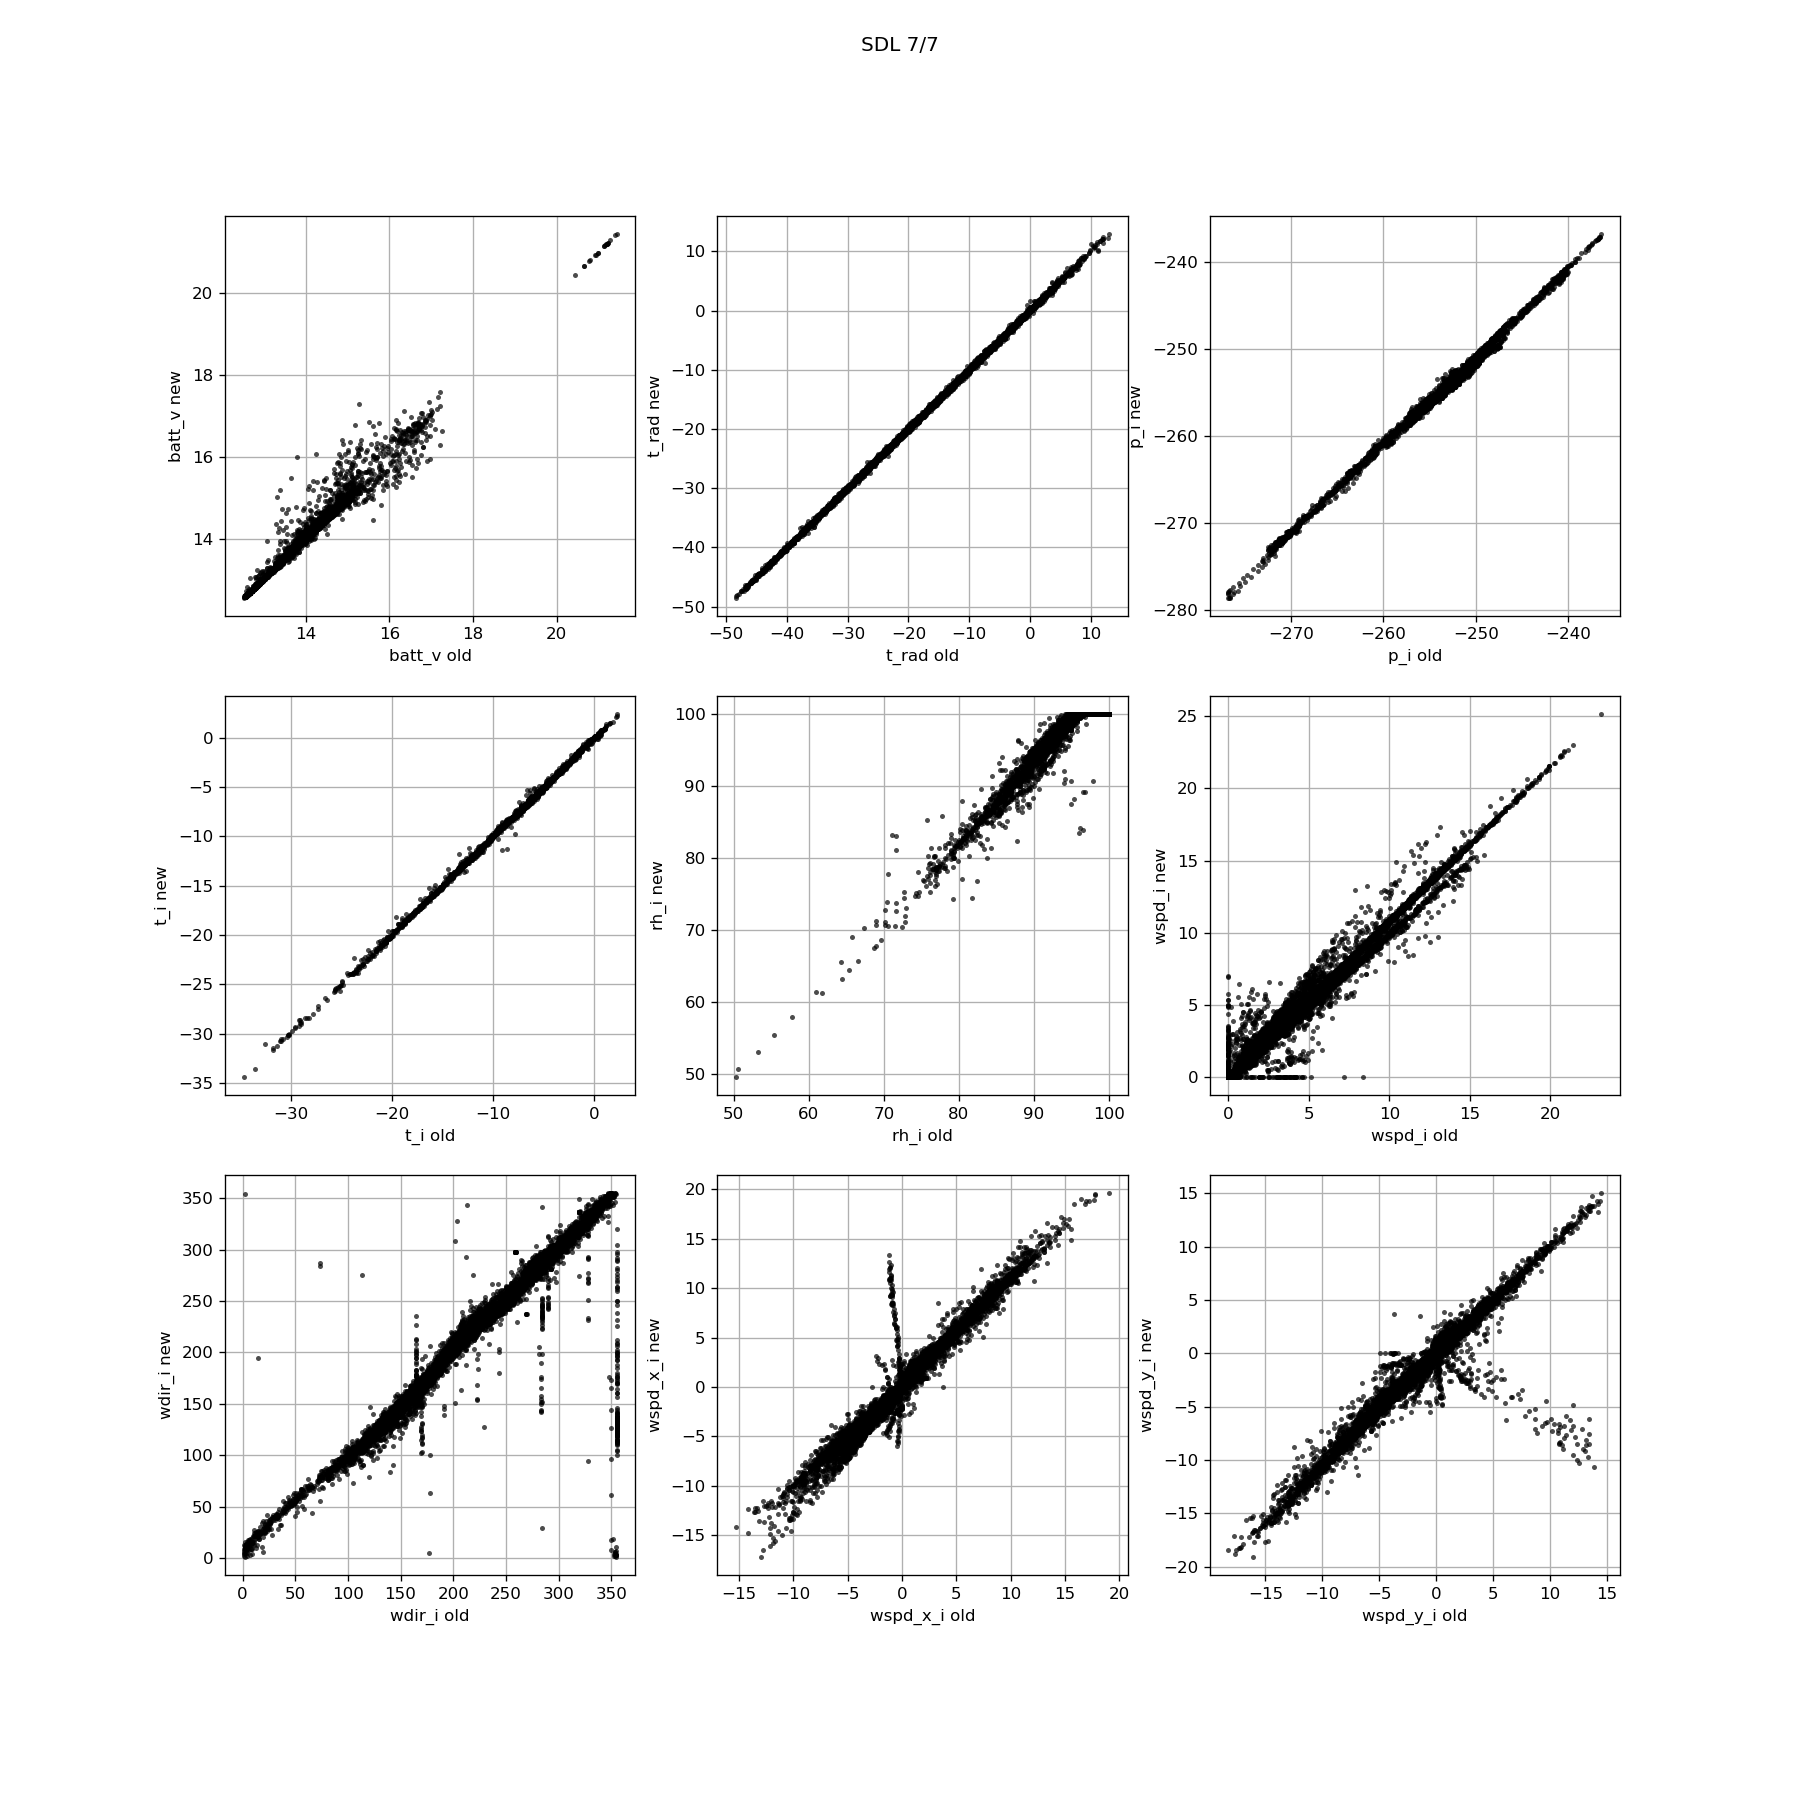 SDL 7/7
batt_v new
20
18
16
14
14 16 18 20
batt_v old
t_rad new
10
0
−10
−20
−30
−40
−50
−50 −40 −30 −20 −10 0 10
t_rad old
p_i new
−240
−250
−260
−270
−280
−270 −260 −250 −240
p_i old
t_i new
0
−5
−10
−15
−20
−25
−30
−35
−30 −20 −10 0
t_i old
rh_i new
100
90
80
70
60
50
50 60 70 80 90 100
rh_i old
wspd_i new
25
20
15
10
5
0
0 5 10 15 20
wspd_i old
wdir_i new
350
300
250
200
150
100
50
0
0 50 100 150 200 250 300 350
wdir_i old
wspd_x_i new
20
15
10
5
0
−5
−10
−15
−15 −10 −5 0 5 10 15 20
wspd_x_i old
wspd_y_i new
15
10
5
0
−5
−10
−15
−20
−15 −10 −5 0 5 10 15
wspd_y_i old